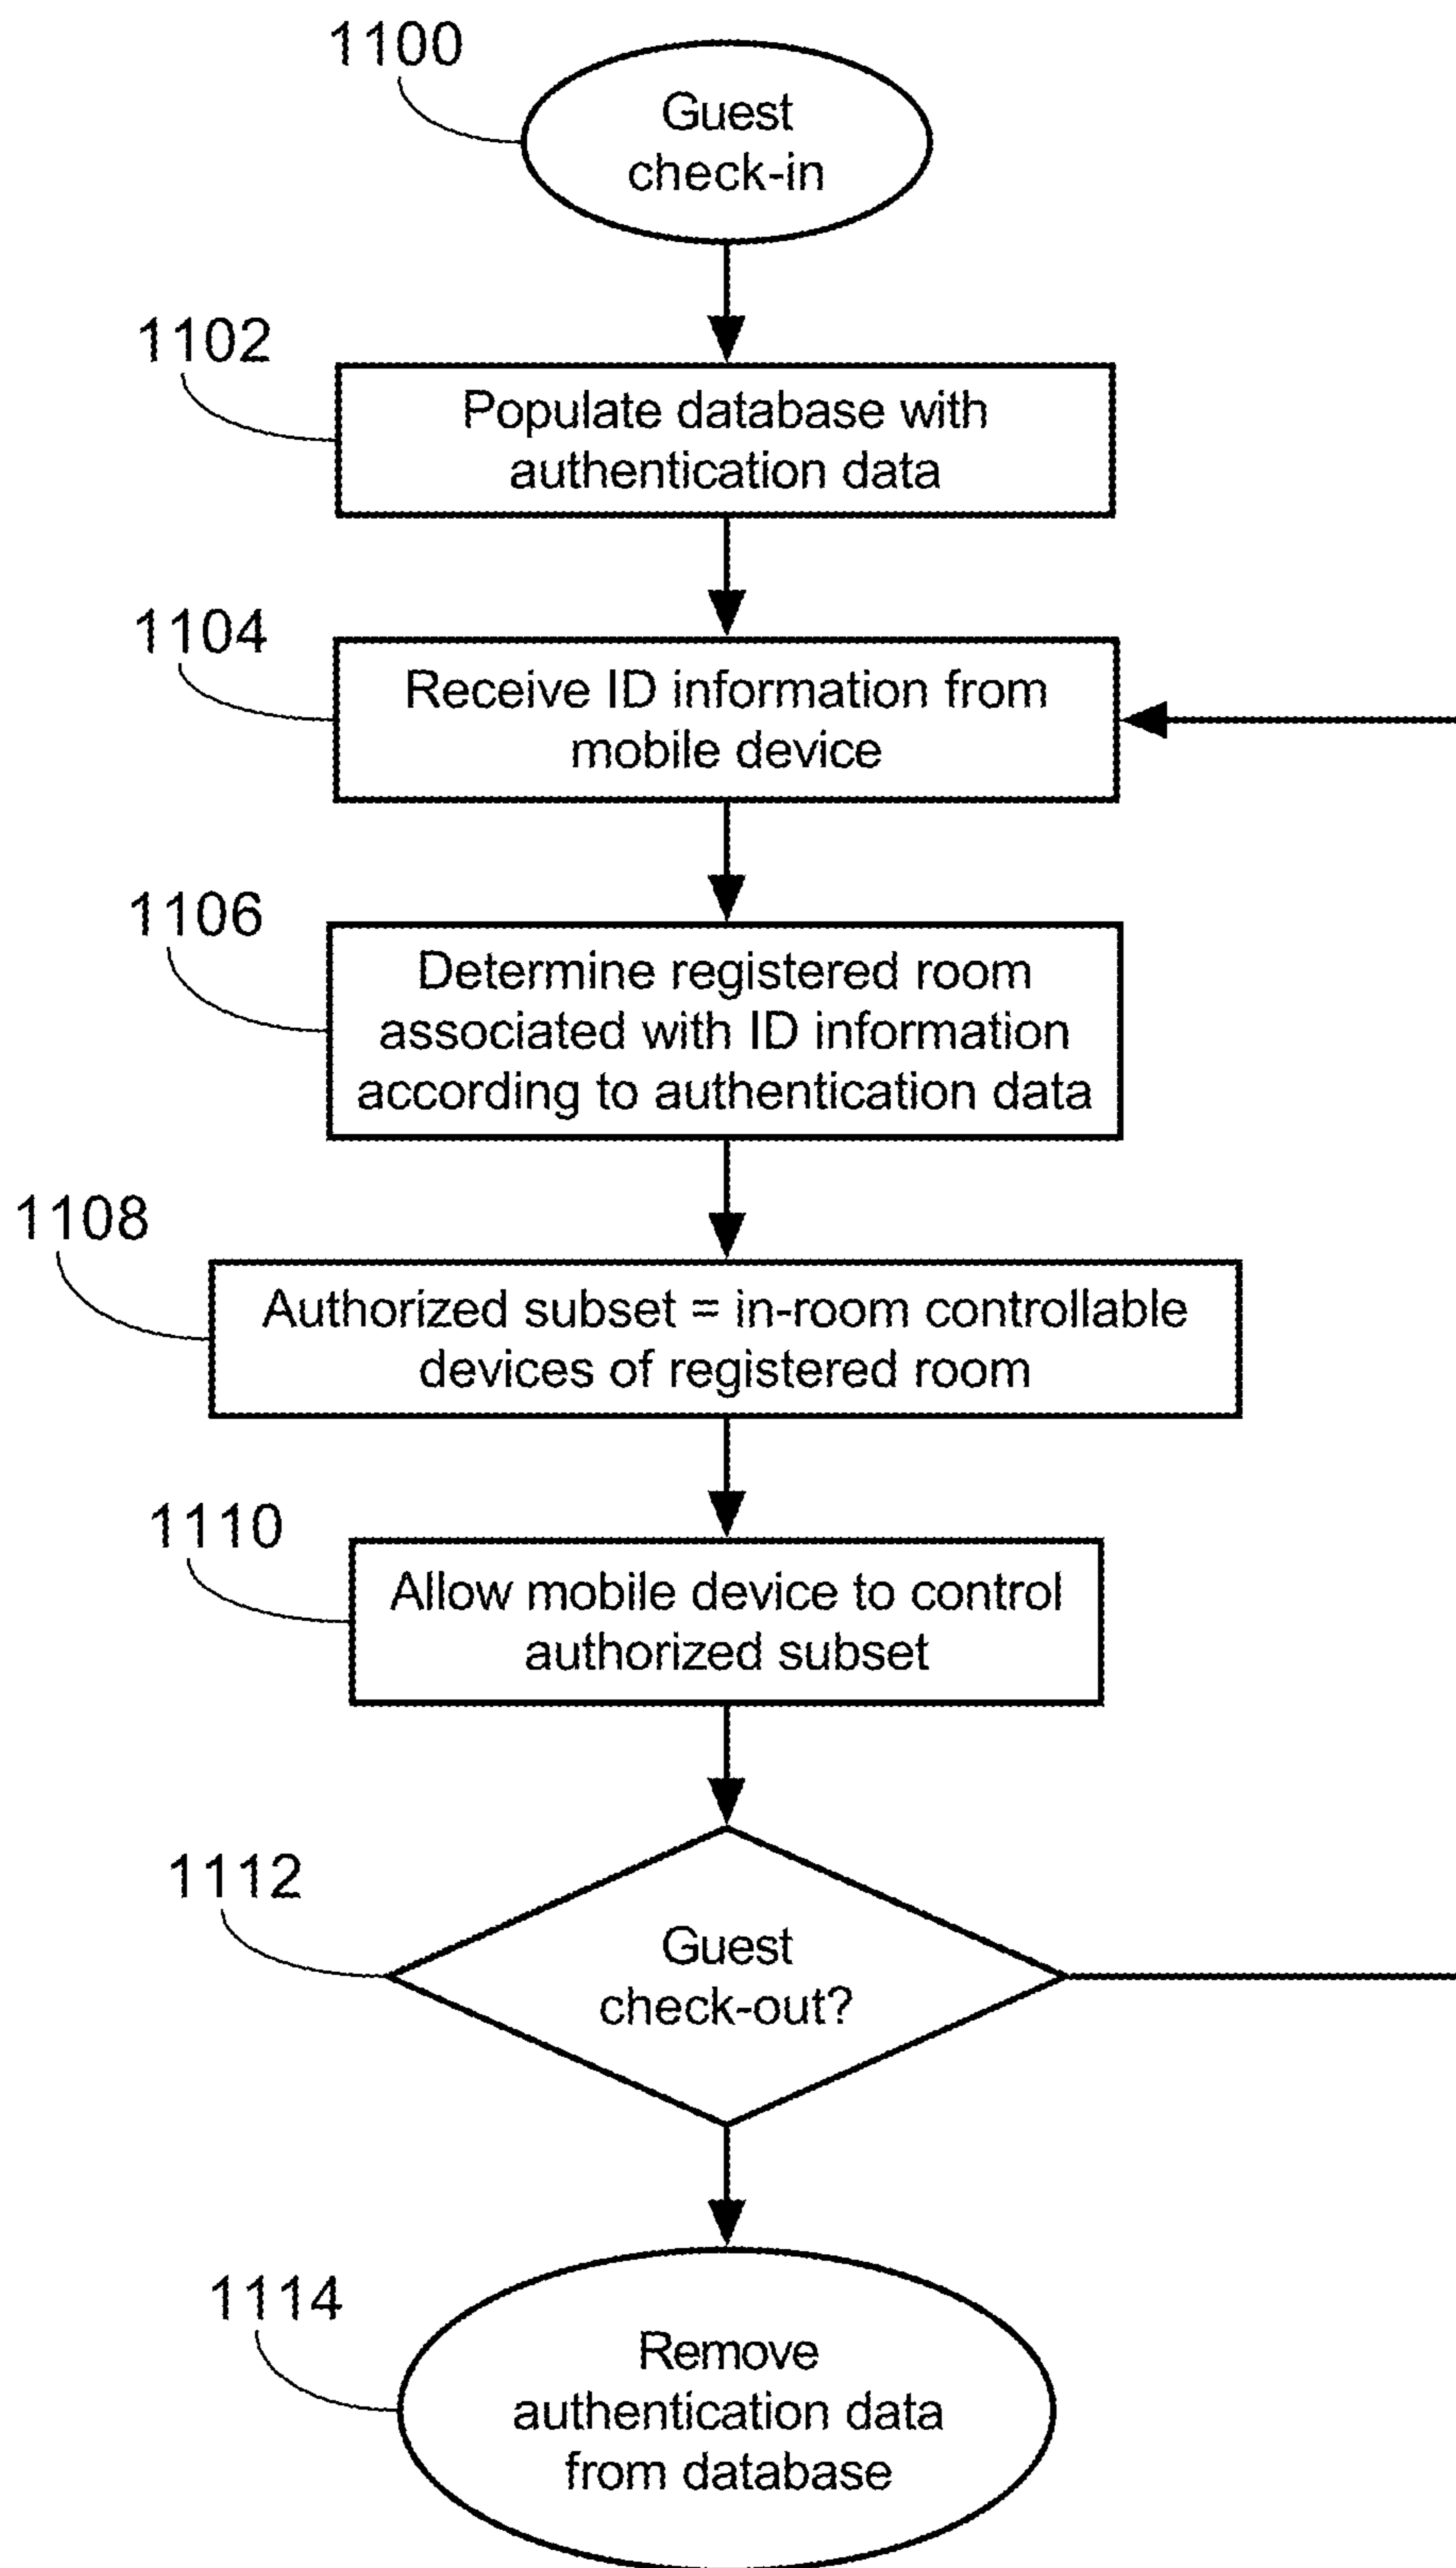 1100
Guest
check-in
1102
Populate database with
authentication data
1104
Receive ID information from
mobile device
1106
Determine registered room
associated with ID information
according to authentication data
1108
Authorized subset = in-room controllable
devices of registered room
1110
Allow mobile device to control
authorized subset
1112
Guest
check-out?
1114
Remove
authentication data
from database